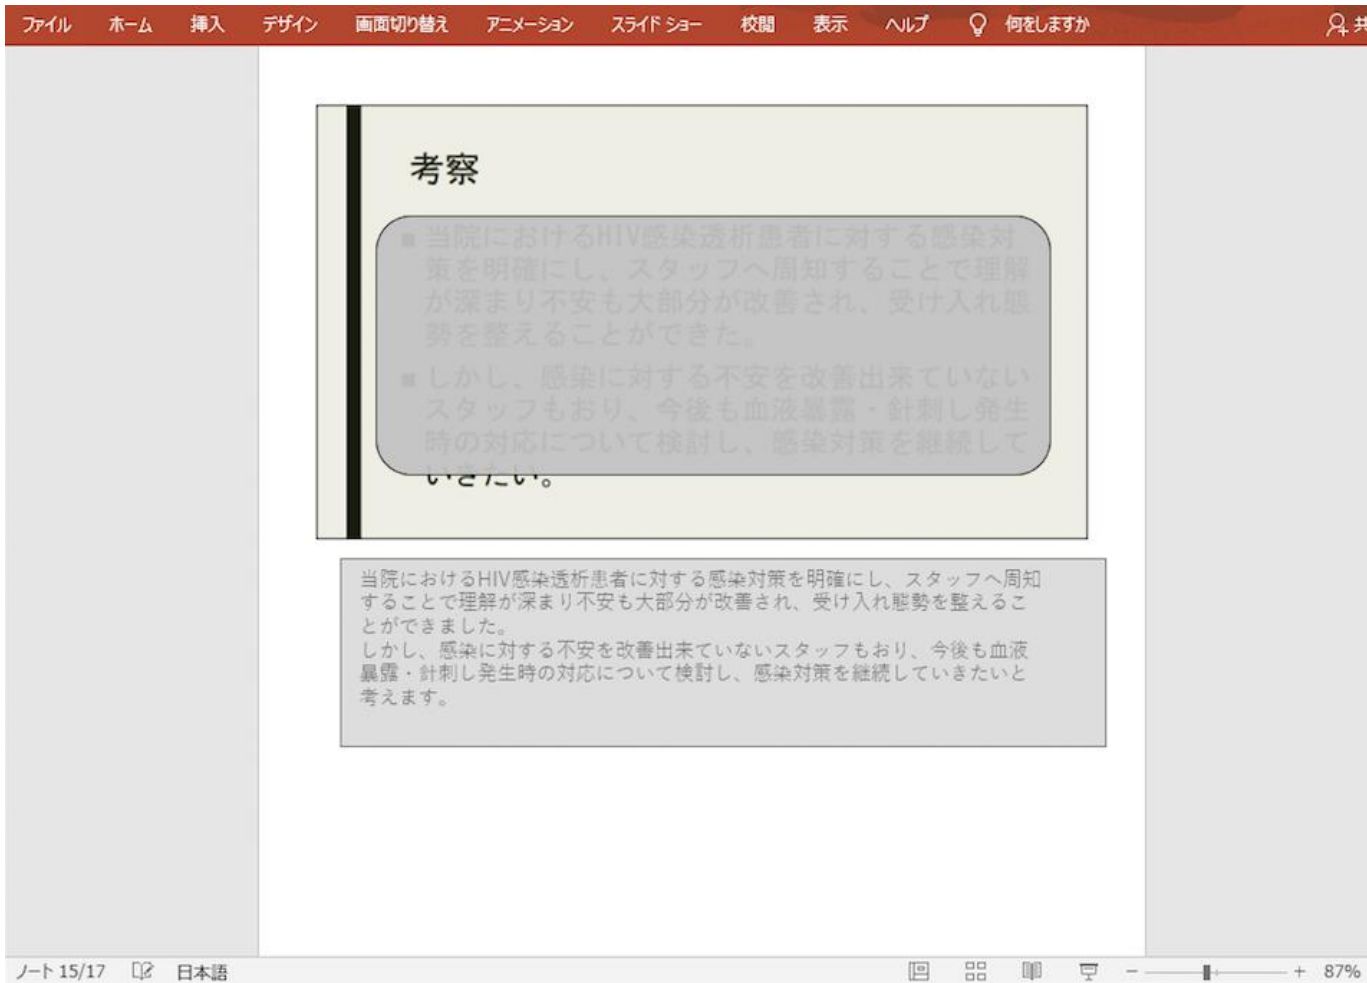 ファイル ホーム 挿入 デザイン 画面切り替え アニメーション スライド ショー 校閲 表示 ヘルプ 何をしますか 共
考察
■ 当院におけるHIV感染透析患者に対する感染対
策を明確にし、スタッフへ周知することで理解
が深まり不安も大部分が改善され、受け入れ態
勢を整えることができた。
■ しかし、感染に対する不安を改善出来ていない
スタッフもおり、今後も血液暴露・針刺し発生
時の対応について検討し、感染対策を継続して
いきたい。
当院におけるHIV感染透析患者に対する感染対策を明確にし、スタッフへ周知
することで理解が深まり不安も大部分が改善され、受け入れ態勢を整えるこ
とができました。
しかし、感染に対する不安を改善出来ていないスタッフもおり、今後も血液
暴露・針刺し発生時の対応について検討し、感染対策を継続していきたいと
考えます。
ノート 15/17 日本語 87%